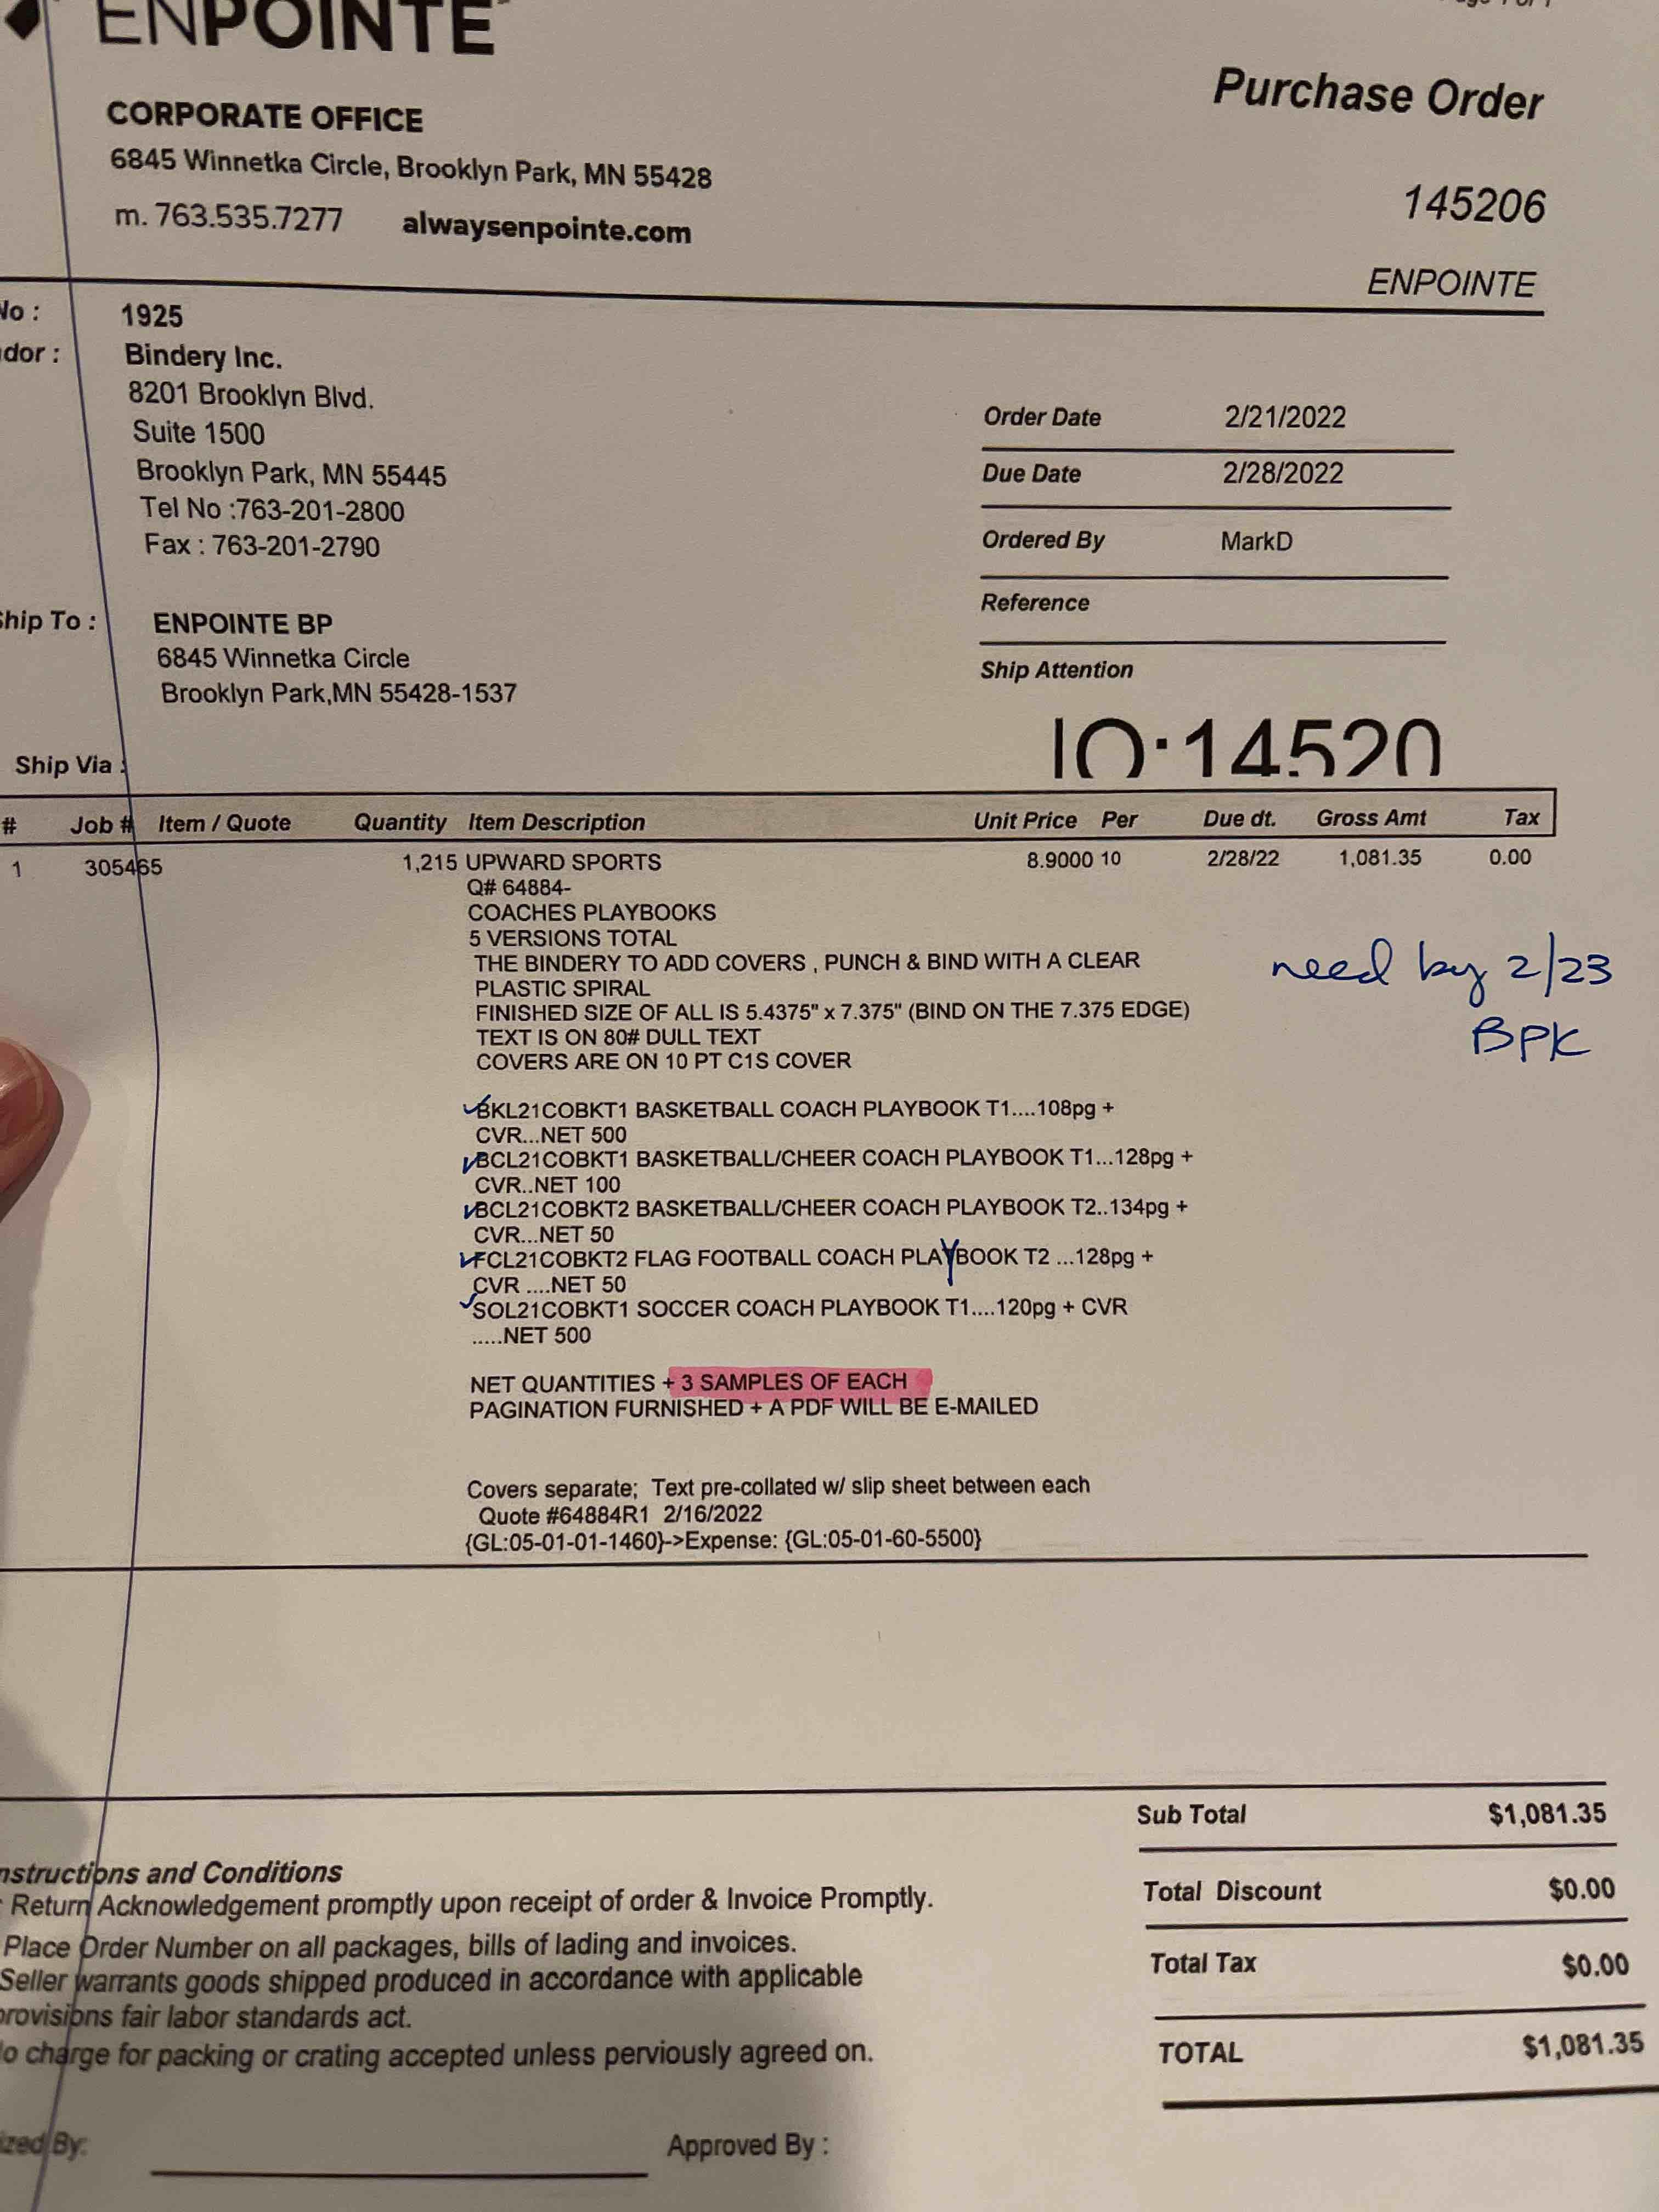 ENPOINTE
CORPORATE OFFICE
6845 Winnetka Circle, Brooklyn Park, MN 55428
m. 763.535.7277 alwaysenpointe.com
Purchase Order
145206
ENPOINTE
No : 1925
dor : Bindery Inc.
8201 Brooklyn Blvd.
Suite 1500
Brooklyn Park, MN 55445
Tel No :763-201-2800
Fax : 763-201-2790
Order Date 2/21/2022
Due Date 2/28/2022
Ordered By MarkD
Reference
Ship Attention
Ship To : ENPOINTE BP
6845 Winnetka Circle
Brooklyn Park,MN 55428-1537
14520
Ship Via :
# Job # Item / Quote Quantity Item Description Unit Price Per Due dt. Gross Amt Tax
1 305465 1,215 UPWARD SPORTS 8.9000 10 2/28/22 1,081.35 0.00
Q# 64884-
COACHES PLAYBOOKS
5 VERSIONS TOTAL
THE BINDERY TO ADD COVERS , PUNCH & BIND WITH A CLEAR
PLASTIC SPIRAL
FINISHED SIZE OF ALL IS 5.4375" x 7.375" (BIND ON THE 7.375 EDGE)
TEXT IS ON 80# DULL TEXT
COVERS ARE ON 10 PT C1S COVER
need by 2/23
BPK
BKL21COBKT1 BASKETBALL COACH PLAYBOOK T1....108pg +
CVR...NET 500
BCL21COBKT1 BASKETBALL/CHEER COACH PLAYBOOK T1...128pg +
CVR..NET 100
BCL21COBKT2 BASKETBALL/CHEER COACH PLAYBOOK T2..134pg +
CVR...NET 50
FCL21COBKT2 FLAG FOOTBALL COACH PLAYBOOK T2 ...128pg +
CVR ....NET 50
SOL21COBKT1 SOCCER COACH PLAYBOOK T1....120pg + CVR
.....NET 500
NET QUANTITIES + 3 SAMPLES OF EACH
PAGINATION FURNISHED + A PDF WILL BE E-MAILED
Covers separate; Text pre-collated w/ slip sheet between each
Quote #64884R1 2/16/2022
{GL:05-01-01-1460}->Expense: {GL:05-01-60-5500}
Sub Total $1,081.35
Total Discount $0.00
Total Tax $0.00
TOTAL $1,081.35
nstructions and Conditions
Return Acknowledgement promptly upon receipt of order & Invoice Promptly.
Place Order Number on all packages, bills of lading and invoices.
Seller warrants goods shipped produced in accordance with applicable
provisions fair labor standards act.
o charge for packing or crating accepted unless perviously agreed on.
ized By: Approved By :